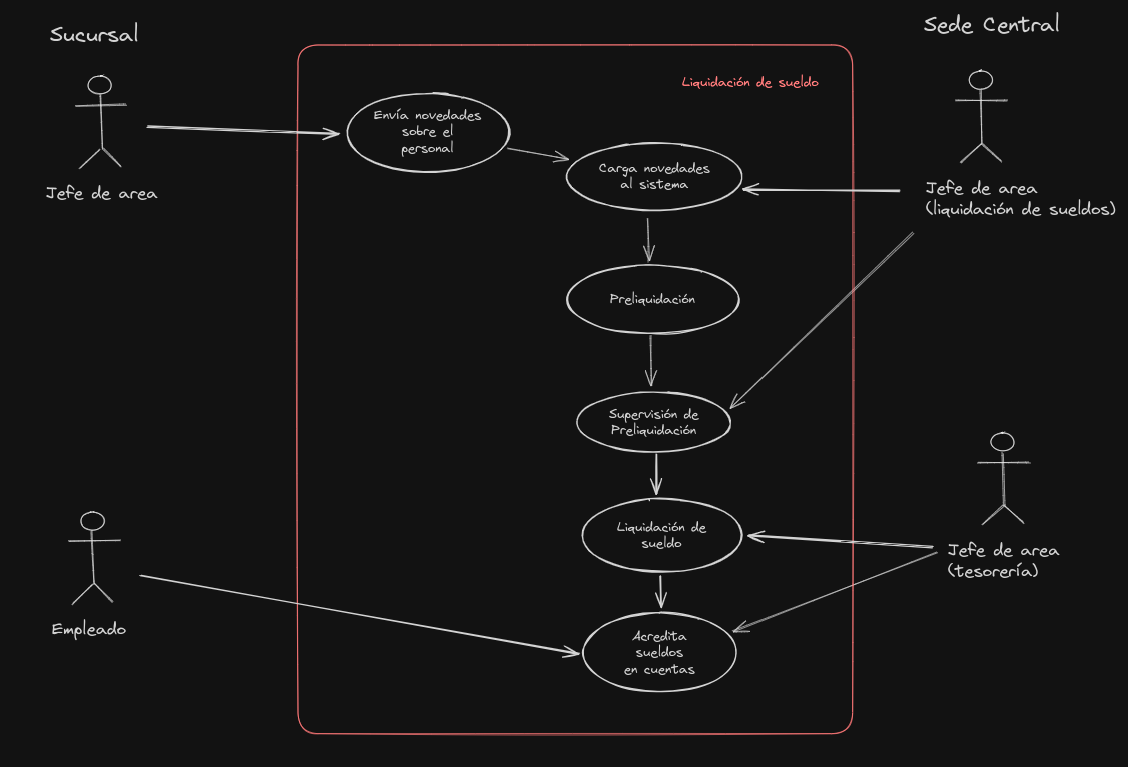 Sucursal
Sede Central
Liquidación de sueldo
Jefe de area
Envía novedades
sobre el
personal
Carga novedades
al sistema
Jefe de area
(liquidación de sueldos)
Preliquidación
Supervisión de
Preliquidación
Liquidación de
sueldo
Jefe de area
(tesorería)
Empleado
Acredita
sueldos
en cuentas